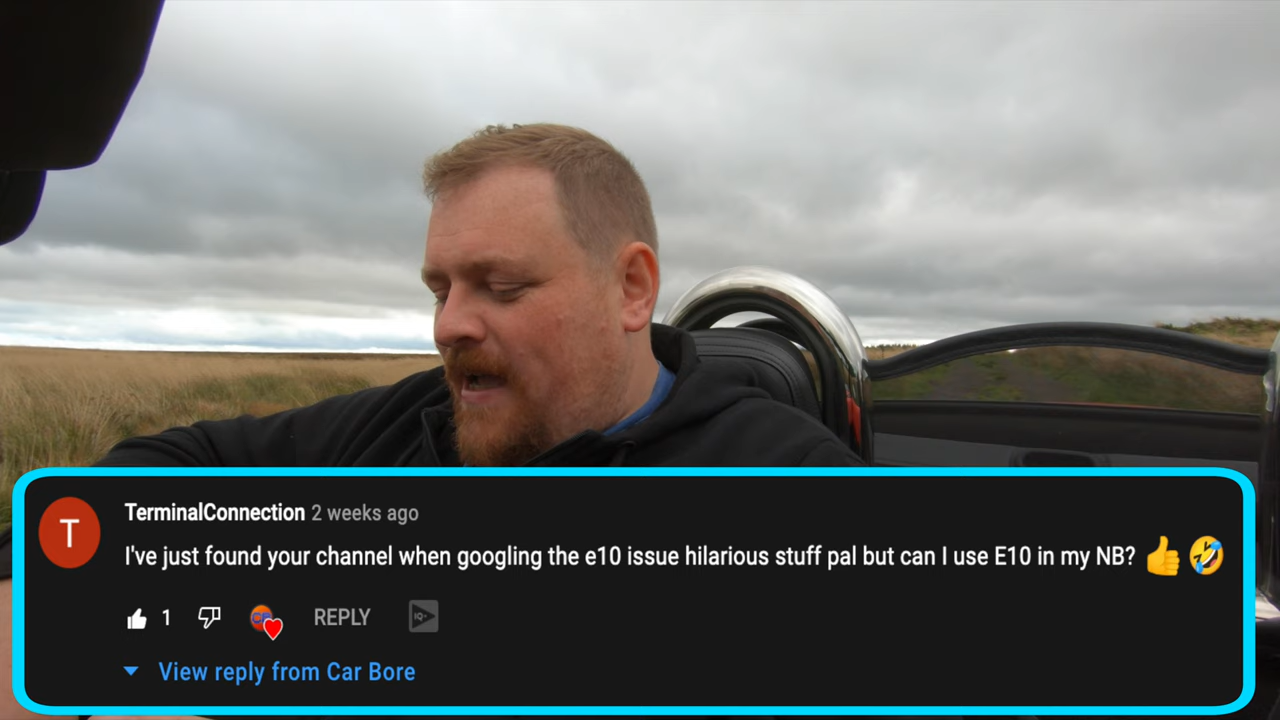 T
TerminalConnection 2 weeks ago
I've just found your channel when googling the e10 issue hilarious stuff pal but can I use E10 in my NB? 👍 🤣
1
REPLY
IQ
View reply from Car Bore